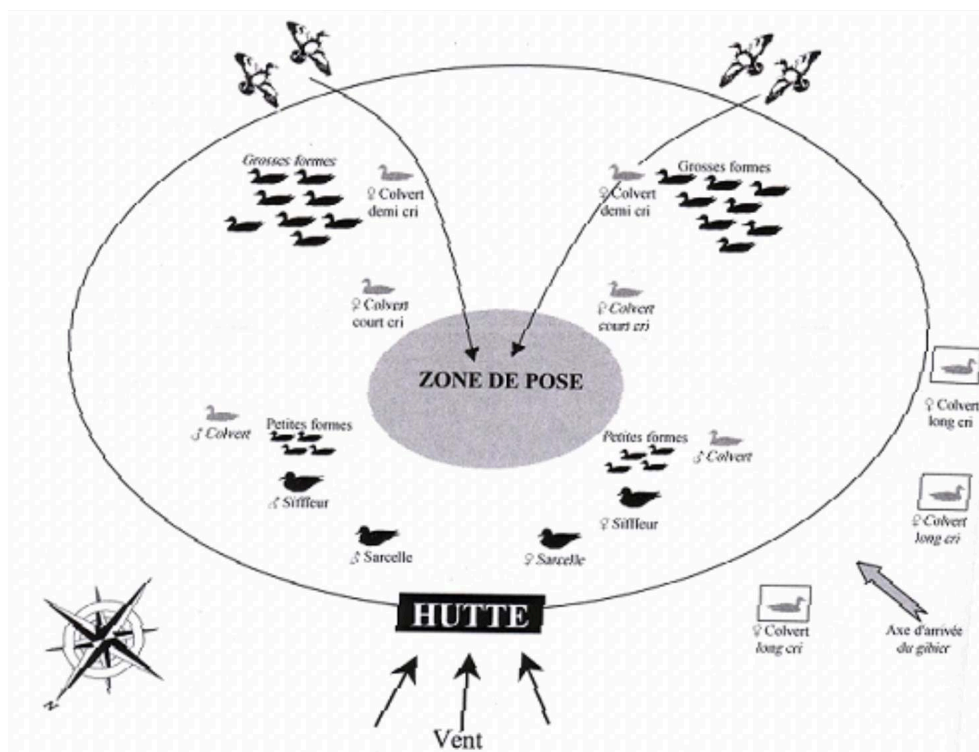 Grosses formes
♀ Colvert
demi cri
Grosses formes
♀ Colvert
demi cri
♀ Colvert
court cri
♀ Colvert
court cri
ZONE DE POSE
♀ Colvert
long cri
♂ Colvert
Petites formes
Petites formes
♂ Colvert
♂ Siffleur
♀ Siffleur
♀ Colvert
long cri
♂ Sarcelle
♀ Sarcelle
HUTTE
♀ Colvert
long cri
Axe d'arrivée
du gibier
N
Vent